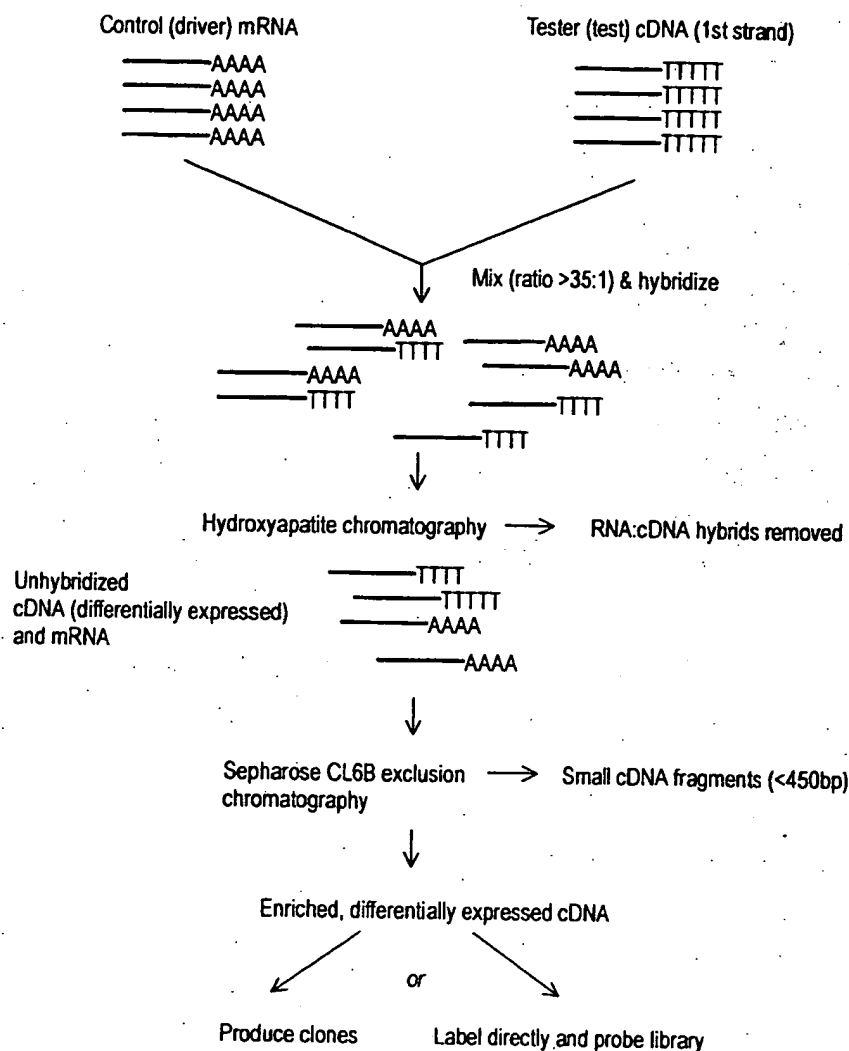 Control (driver) mRNA
Tester (test) cDNA (1st strand)
AAAA
AAAA
AAAA
AAAA
TTTTT
TTTTT
TTTTT
TTTTT
Mix (ratio >35:1) & hybridize
AAAA
TTTT
AAAA
AAAA
AAAA
TTTT
TTTT
TTTT
Hydroxyapatite chromatography
RNA:cDNA hybrids removed
Unhybridized
cDNA (differentially expressed)
and mRNA
TTTT
TTTTT
AAAA
AAAA
Sepharose CL6B exclusion
chromatography
Small cDNA fragments (<450bp)
Enriched, differentially expressed cDNA
or
Produce clones
Label directly and probe library